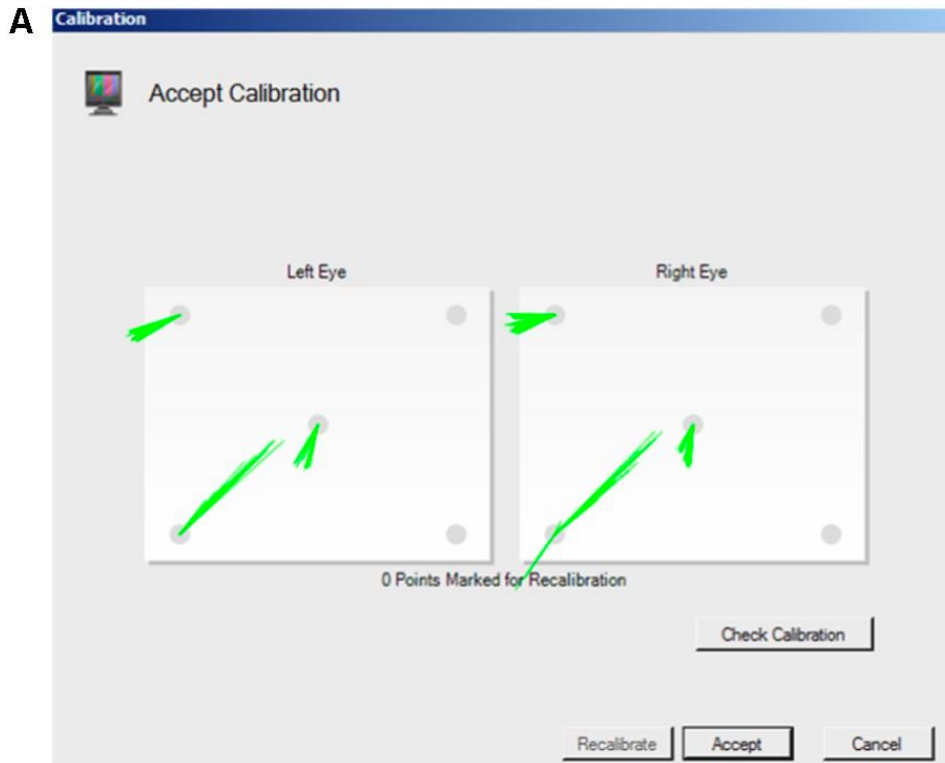 A
Calibration
Accept Calibration
Left Eye
Right Eye
0 Points Marked for Recalibration
Check Calibration
Recalibrate
Accept
Cancel